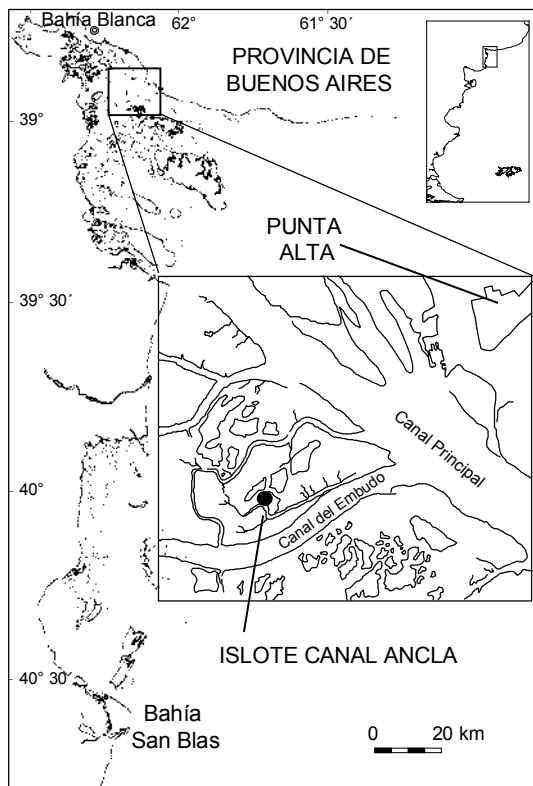 Bahía Blanca
62°
61° 30´
PROVINCIA DE
BUENOS AIRES
39°
PUNTA
ALTA
39° 30´
Canal Principal
40°
Canal del Embudo
ISLOTE CANAL ANCLA
40° 30´
Bahía
San Blas
0 20 km